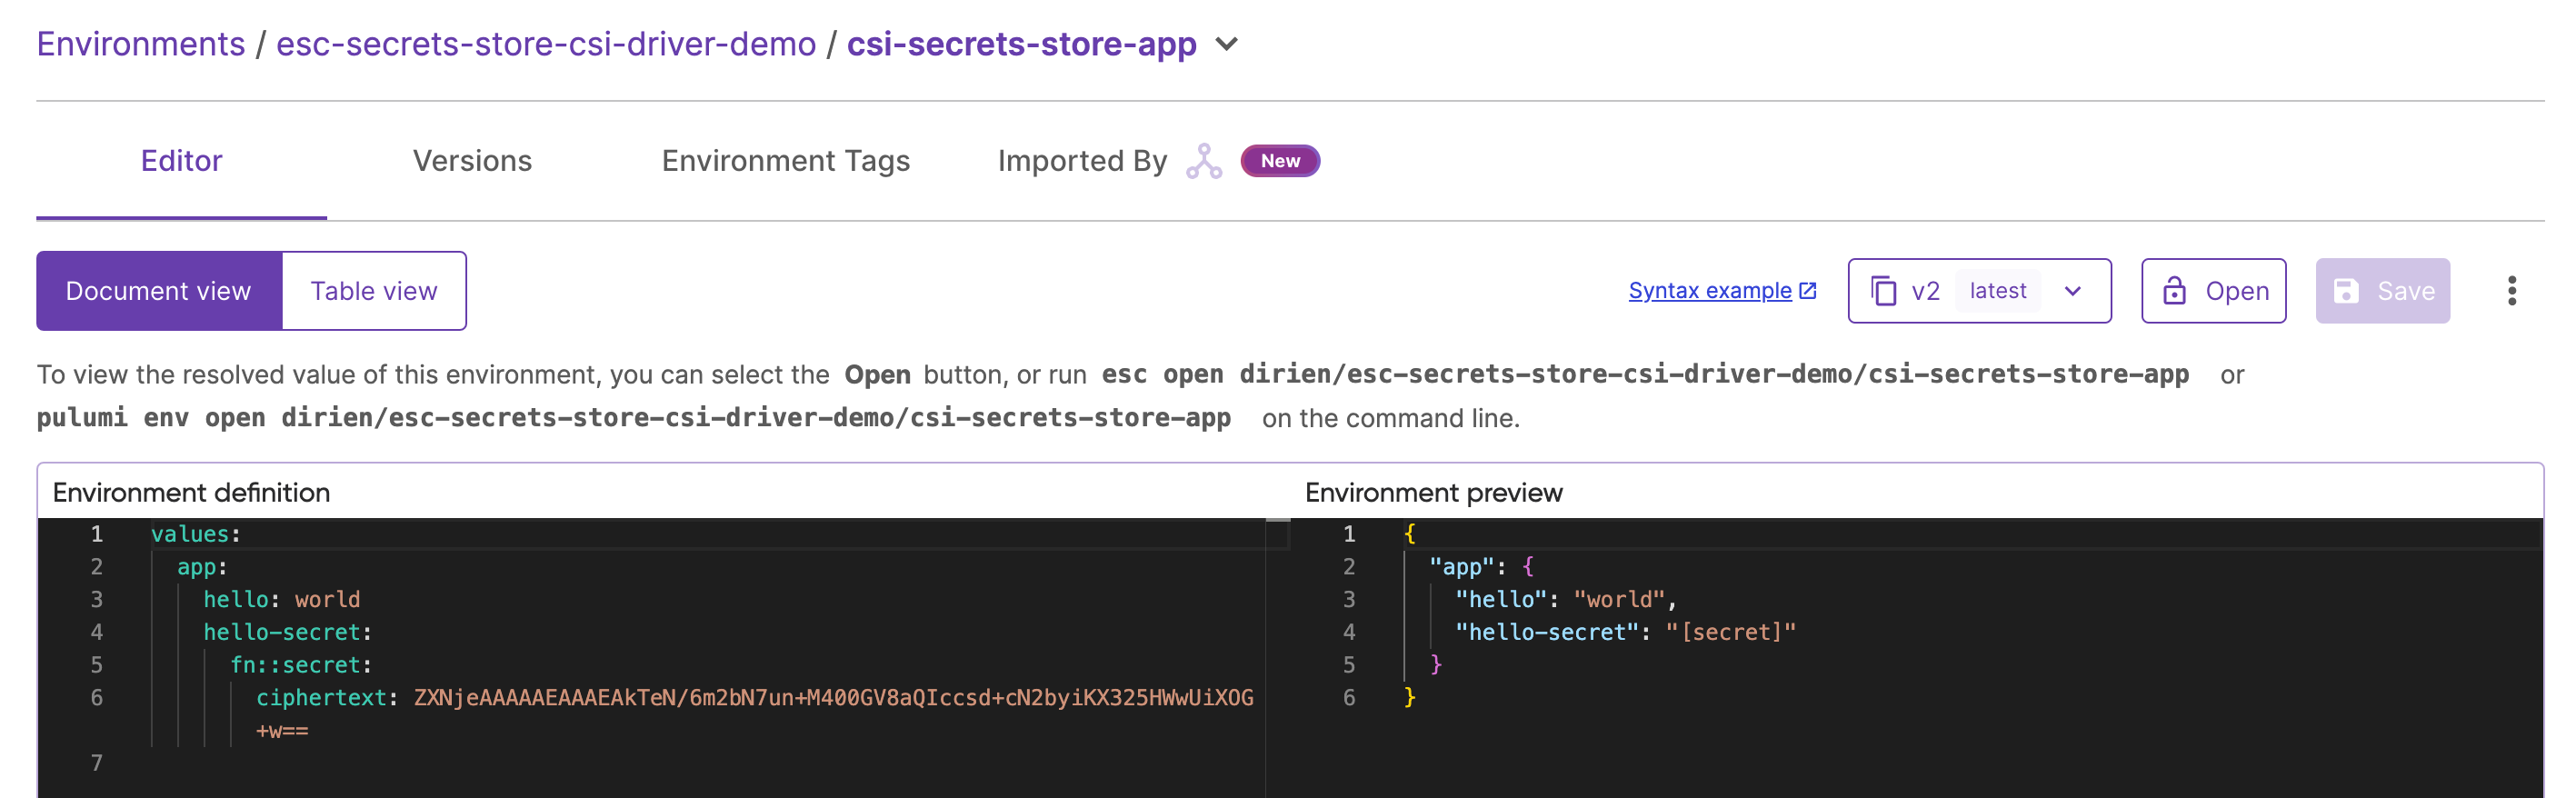 Environments / esc-secrets-store-csi-driver-demo / csi-secrets-store-app
Editor Versions Environment Tags Imported By New
Document view Table view Syntax example v2 latest Open Save
To view the resolved value of this environment, you can select the Open button, or run esc open dirien/esc-secrets-store-csi-driver-demo/csi-secrets-store-app or
pulumi env open dirien/esc-secrets-store-csi-driver-demo/csi-secrets-store-app on the command line.
Environment definition
1 values:
2 app:
3 hello: world
4 hello-secret:
5 fn::secret:
6 ciphertext: ZXNjeAAAAAEAAAEAkTeN/6m2bN7un+M400GV8aQIccsd+cN2byiKX325HWwUiXOG
+w==
7
Environment preview
1 {
2 "app": {
3 "hello": "world",
4 "hello-secret": "[secret]"
5 }
6 }